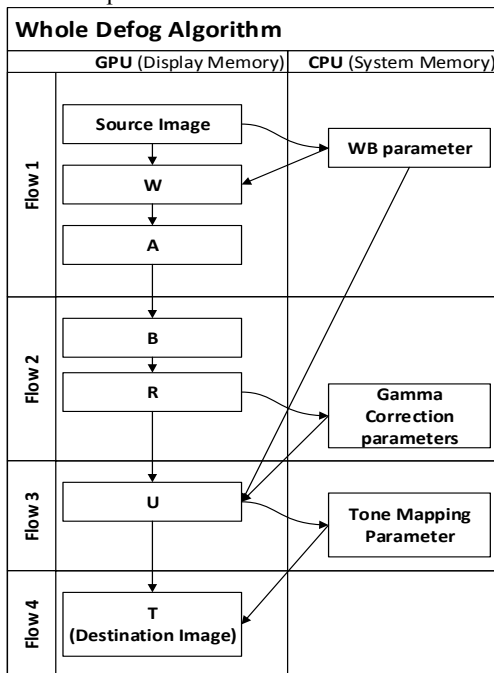 Whole Defog Algorithm
GPU (Display Memory)
CPU (System Memory)
Flow 1
Source Image
WB parameter
W
A
Flow 2
B
R
Gamma
Correction
parameters
Flow 3
U
Tone Mapping
Parameter
Flow 4
T
(Destination Image)